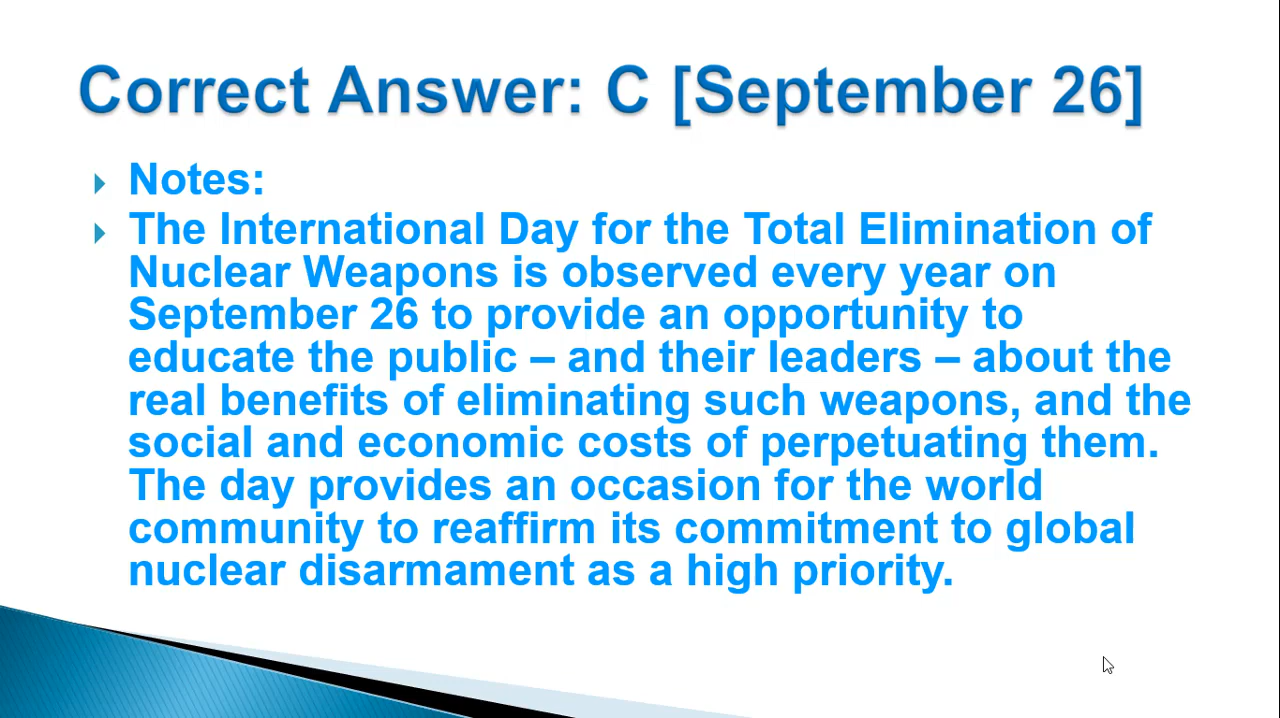 Correct Answer: C [September 26]
Notes:
The International Day for the Total Elimination of
Nuclear Weapons is observed every year on
September 26 to provide an opportunity to
educate the public – and their leaders – about the
real benefits of eliminating such weapons, and the
social and economic costs of perpetuating them.
The day provides an occasion for the world
community to reaffirm its commitment to global
nuclear disarmament as a high priority.